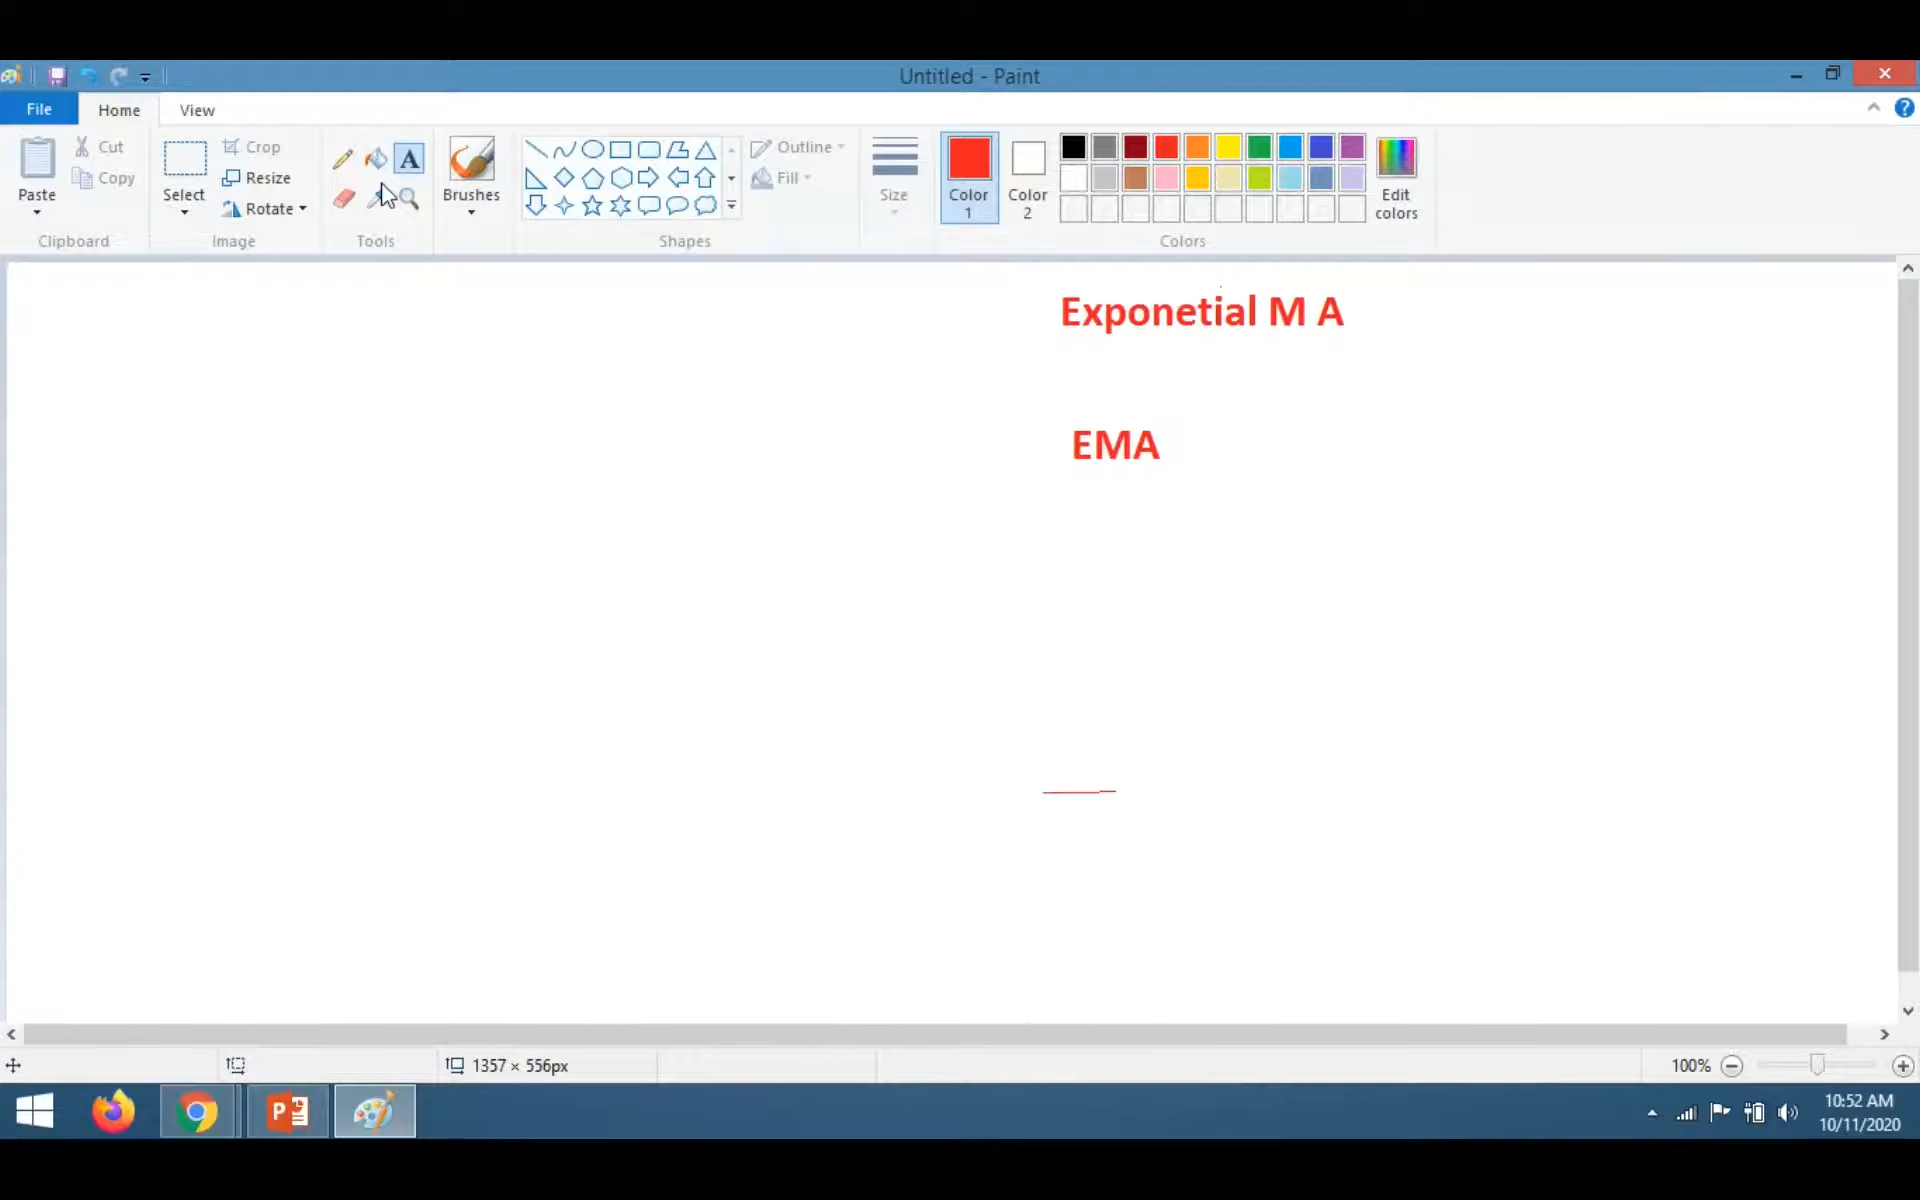 Untitled - Paint
File Home View
Paste
Cut
Copy
Clipboard
Select
Crop
Resize
Rotate
Image
A
Tools
Brushes
Shapes
Outline
Fill
Size
Color 1
Color 2
Edit colors
Colors
Exponetial M A
EMA
1357 × 556px
100%
10:52 AM
10/11/2020